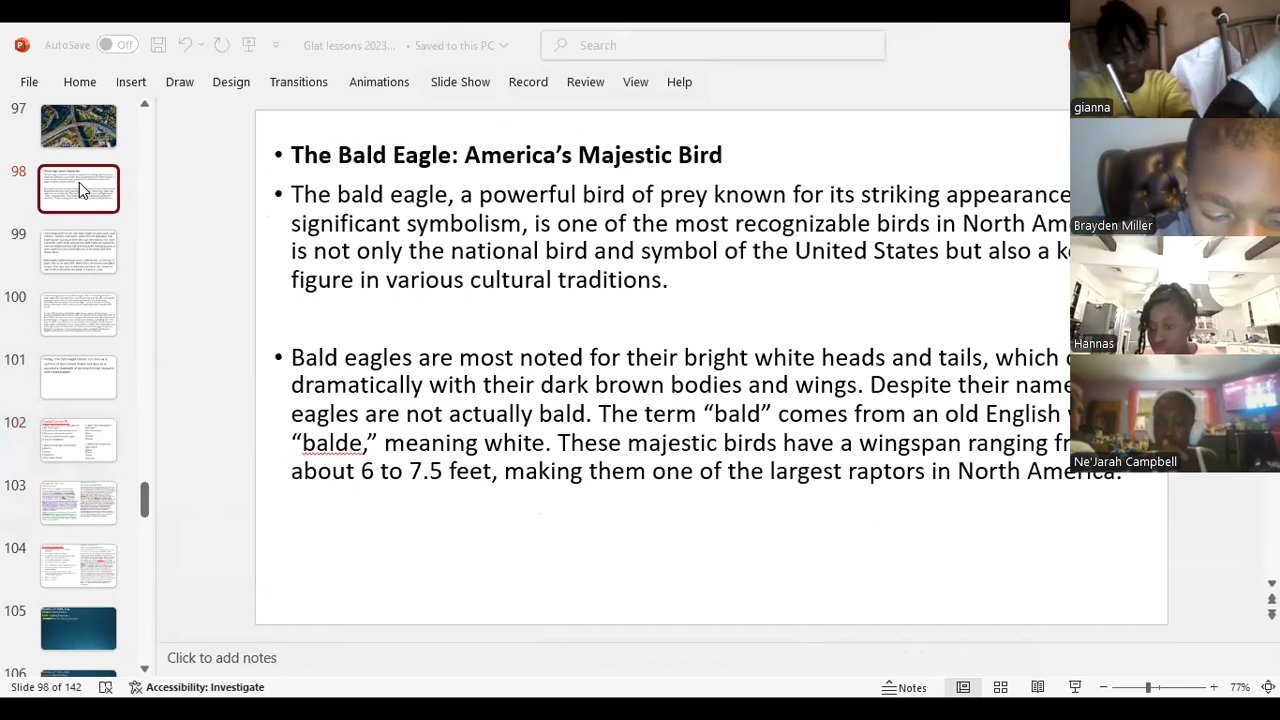 AutoSave Off Glat lessons 2023... • Saved to this PC Search
File Home Insert Draw Design Transitions Animations Slide Show Record Review View Help
97
98
99
100
101
102
103
104
105
106
• The Bald Eagle: America's Majestic Bird
• The bald eagle, a powerful bird of prey known for its striking appearance
significant symbolism, is one of the most recognizable birds in North Am
is not only the national bird and symbol of the United States but also a k
figure in various cultural traditions.
• Bald eagles are most noted for their bright white heads and tails, which
dramatically with their dark brown bodies and wings. Despite their name
eagles are not actually bald. The term “bald” comes from an old English
“balde,” meaning white. These majestic birds have a wingspan ranging fr
about 6 to 7.5 feet, making them one of the largest raptors in North America.
gianna
Brayden Miller
Hannas
Ne'Jarah Campbell
Click to add notes
Slide 98 of 142 Accessibility: Investigate Notes 77%